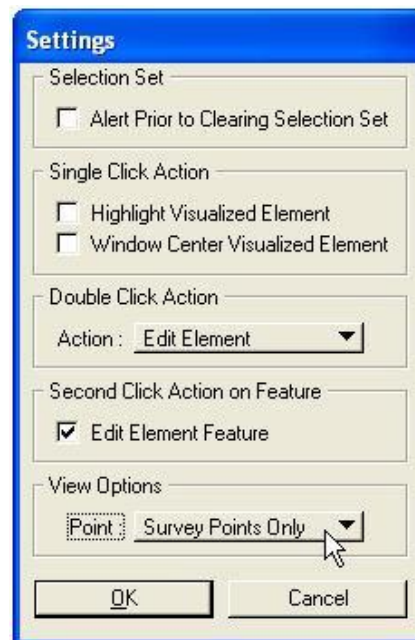 Settings
Selection Set
Alert Prior to Clearing Selection Set
Single Click Action
Highlight Visualized Element
Window Center Visualized Element
Double Click Action
Action : Edit Element
Second Click Action on Feature
Edit Element Feature
View Options
Point : Survey Points Only
OK Cancel